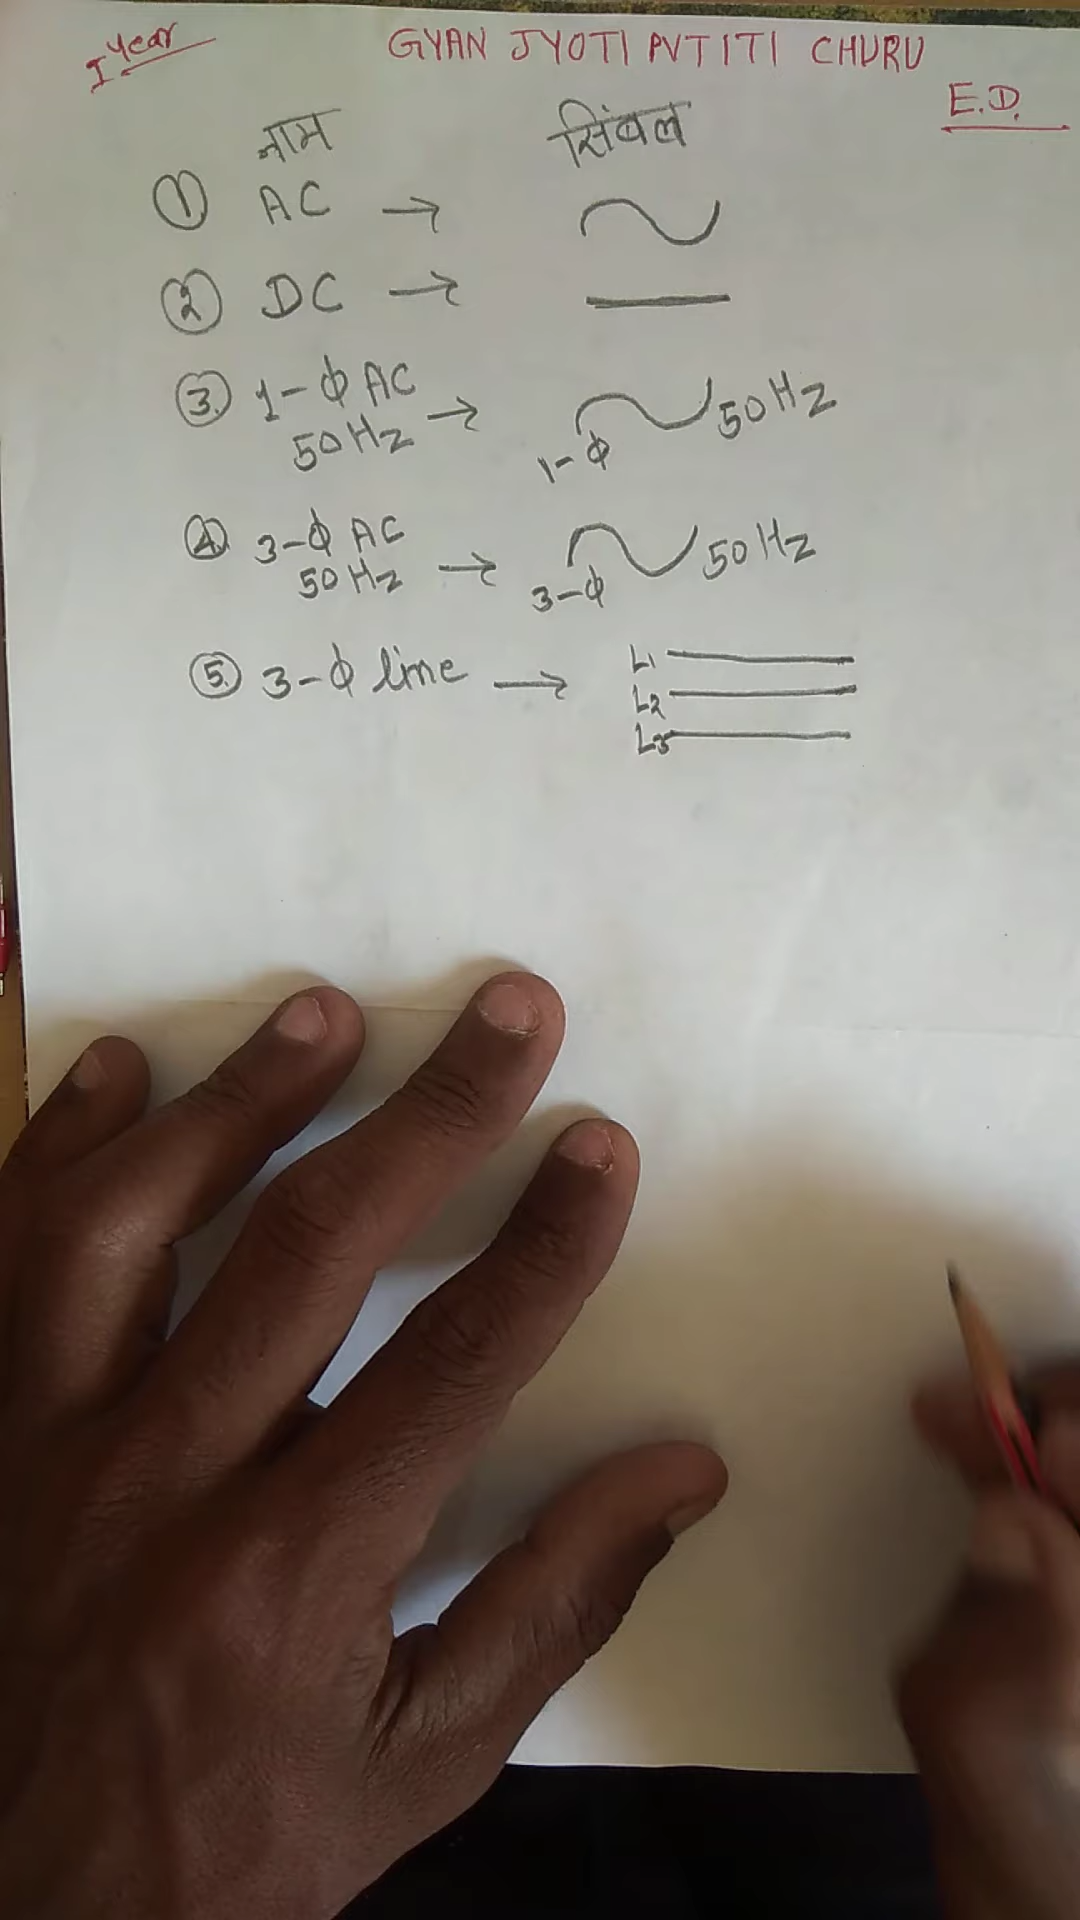 I Year
GYAN JYOTI PVT ITI CHURU
E.D.
नाम सिंबल
① AC →
② DC →
③. 1-ϕ AC
50 Hz → 1-ϕ 50 Hz
④. 3-ϕ AC
50 Hz → 3-ϕ 50 Hz
⑤. 3-ϕ line → L1
L2
L3